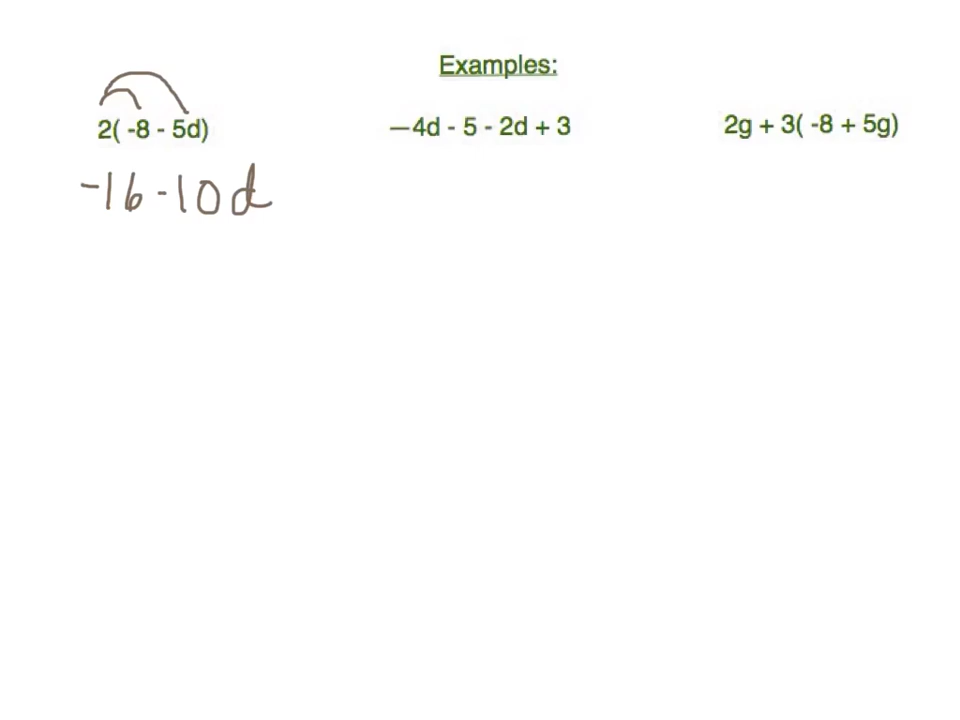 Examples:
2( -8 - 5d)
-16 -10d
—4d - 5 - 2d + 3
2g + 3( -8 + 5g)